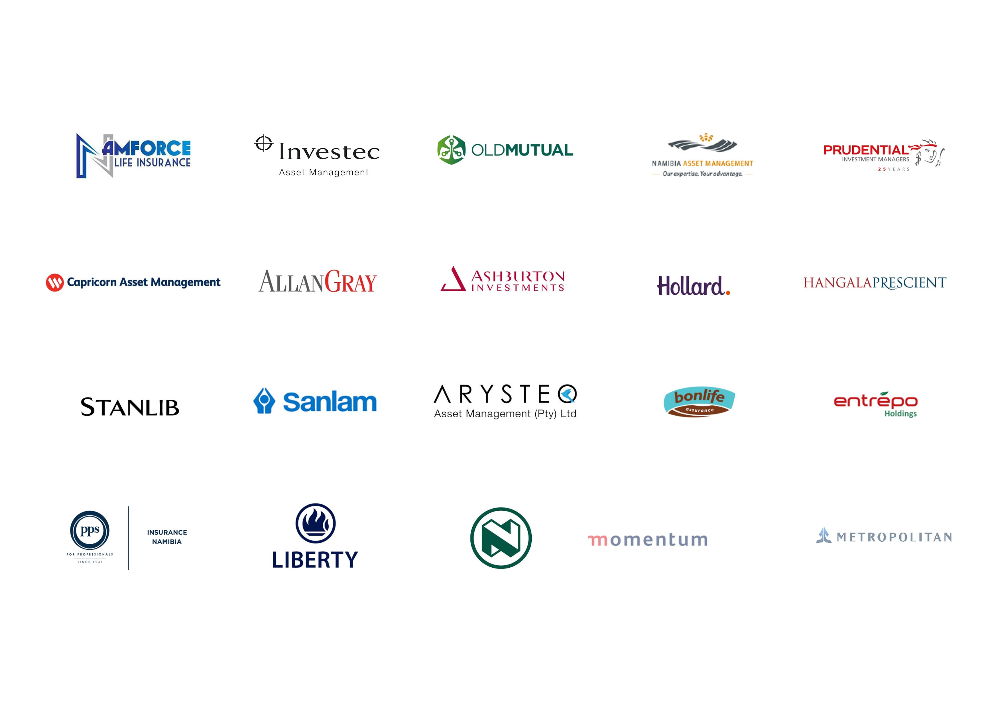 NAMFORCE
LIFE INSURANCE
Investec
Asset Management
OLDMUTUAL
NAMIBIA ASSET MANAGEMENT
Our expertise. Your advantage.
PRUDENTIAL
INVESTMENT MANAGERS
25 YEARS
Capricorn Asset Management
ALLANGRAY
ASHBURTON
INVESTMENTS
Hollard.
HANGALAPRESCIENT
STANLIB
Sanlam
ARYSTEQ
Asset Management (Pty) Ltd
bonlife
assurance
entrépo
Holdings
pps
FOR PROFESSIONALS
SINCE 1941
INSURANCE
NAMIBIA
LIBERTY
N
momentum
METROPOLITAN